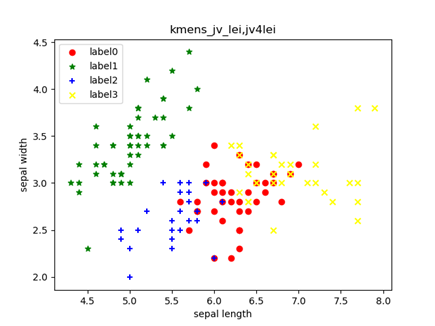 kmens_jv_lei,jv4lei
label0
label1
label2
label3
sepal width
4.5
4.0
3.5
3.0
2.5
2.0
4.5 5.0 5.5 6.0 6.5 7.0 7.5 8.0
sepal length